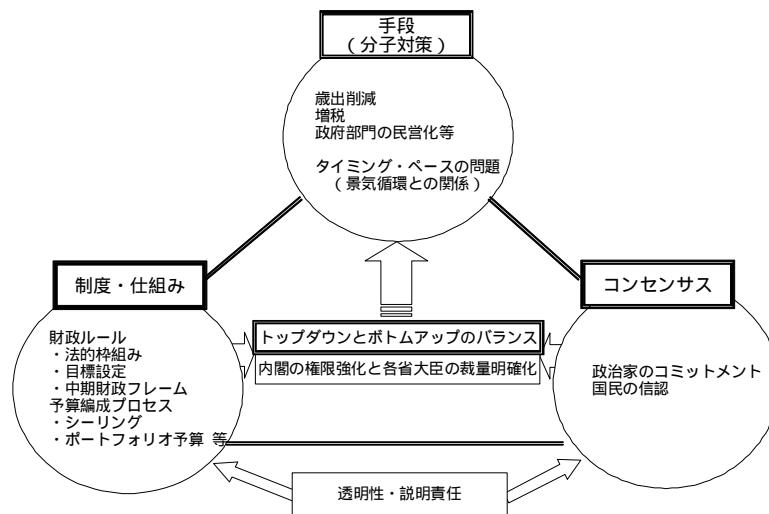 手段
（分子対策）
歳出削減
増税
政府部門の民営化等
タイミング・ペースの問題
（景気循環との関係）
制度・仕組み
財政ルール
・法的枠組み
・目標設定
・中期財政フレーム
予算編成プロセス
・シーリング
・ポートフォリオ予算 等
トップダウンとボトムアップのバランス
内閣の権限強化と各省大臣の裁量明確化
コンセンサス
政治家のコミットメント
国民の信認
透明性・説明責任